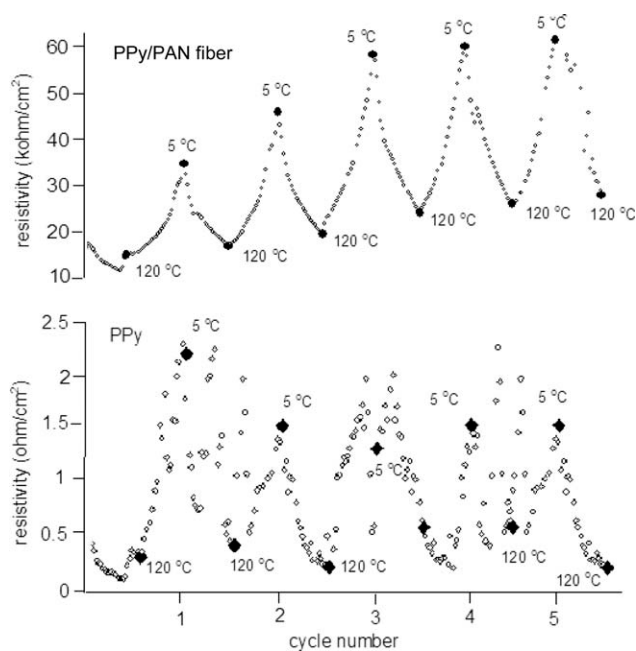 PPy/PAN fiber
resistivity (kohm/cm²)
60
50
40
30
20
10
5 °C
5 °C
5 °C
5 °C
5 °C
120 °C
120 °C
120 °C
120 °C
120 °C
120 °C
PPy
resistivity (ohm/cm²)
2.5
2
1.5
1
0.5
0
5 °C
5 °C
5 °C
5 °C
5 °C
120 °C
120 °C
120 °C
120 °C
120 °C
1
2
3
4
5
cycle number